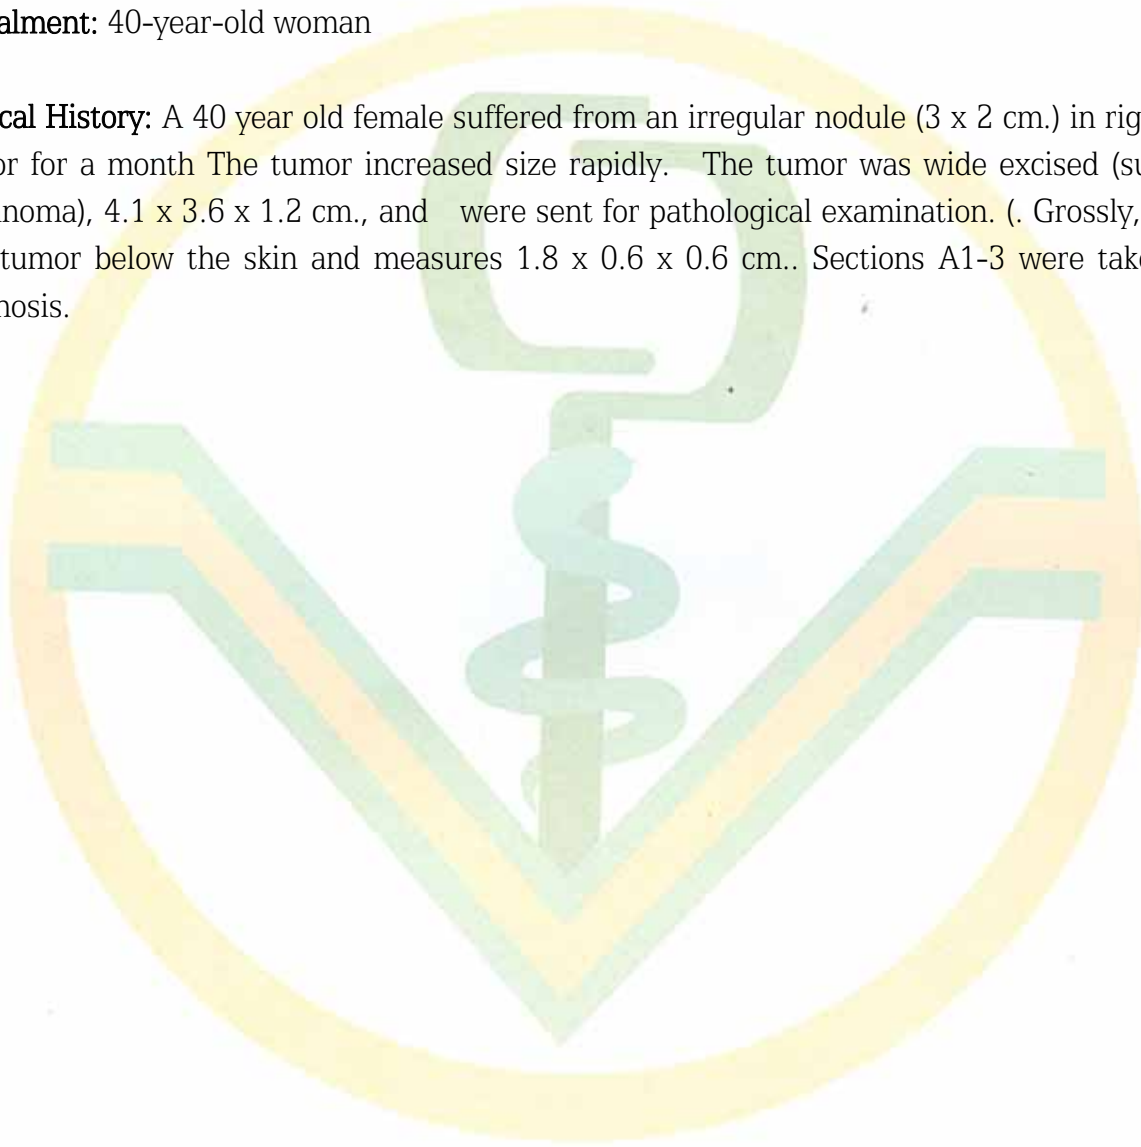 alment: 40-year-old woman
cal History: A 40 year old female suffered from an irregular nodule (3 x 2 cm.) in rig
or for a month The tumor increased size rapidly. The tumor was wide excised (su
noma), 4.1 x 3.6 x 1.2 cm., and were sent for pathological examination. (. Grossly,
tumor below the skin and measures 1.8 x 0.6 x 0.6 cm.. Sections A1-3 were take
nosis.